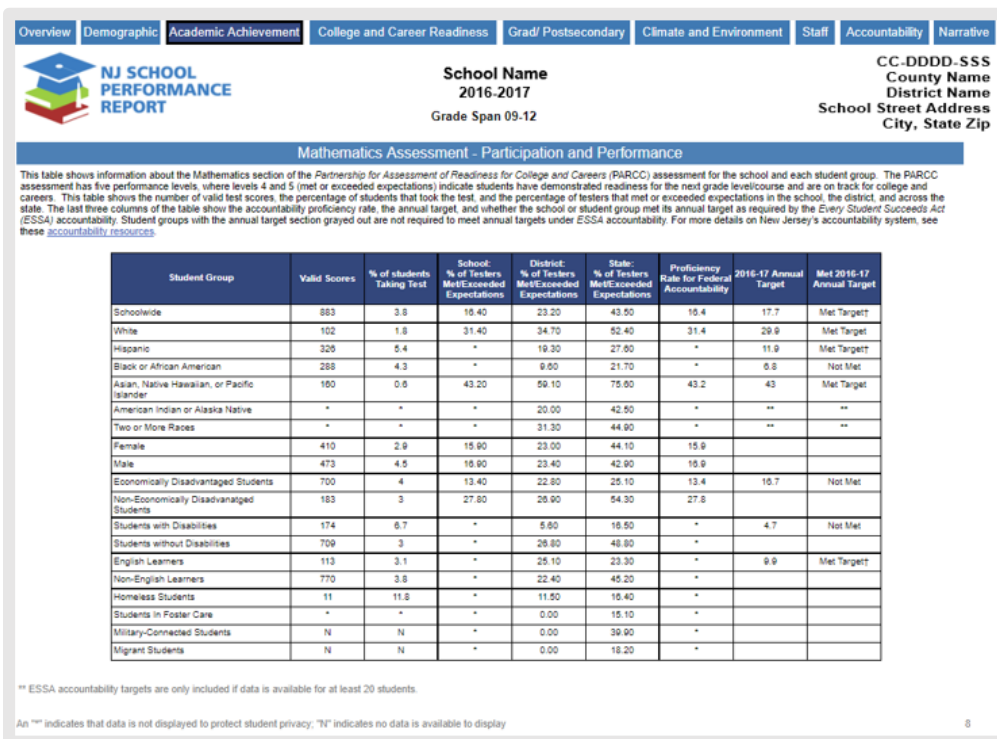 Overview Demographic Academic Achievement College and Career Readiness Grad/ Postsecondary Climate and Environment Staff Accountability Narrative
NJ SCHOOL
PERFORMANCE
REPORT
School Name
2016-2017
Grade Span 09-12
CC-DDDD-SSS
County Name
District Name
School Street Address
City, State Zip
Mathematics Assessment - Participation and Performance
This table shows information about the Mathematics section of the Partnership for Assessment of Readiness for College and Careers (PARCC) assessment for the school and each student group. The PARCC
assessment has five performance levels, where levels 4 and 5 (met or exceeded expectations) indicate students have demonstrated readiness for the next grade level/course and are on track for college and
careers. This table shows the number of valid test scores, the percentage of students that took the test, and the percentage of testers that met or exceeded expectations in the school, the district, and across the
state. The last three columns of the table show the accountability proficiency rate, the annual target, and whether the school or student group met its annual target as required by the Every Student Succeeds Act
(ESSA) accountability. Student groups with the annual target section grayed out are not required to meet annual targets under ESSA accountability. For more details on New Jersey's accountability system, see
these accountability resources.
Student Group Valid Scores % of students Taking Test School: % of Testers Met/Exceeded Expectations District: % of Testers Met/Exceeded Expectations State: % of Testers Met/Exceeded Expectations Proficiency Rate for Federal Accountability 2016-17 Annual Target Met 2016-17 Annual Target
Schoolwide 883 3.8 16.40 23.20 43.50 16.4 17.7 Met Target†
White 102 1.8 31.40 34.70 52.40 31.4 29.9 Met Target
Hispanic 326 5.4 * 19.30 27.60 * 11.9 Met Target†
Black or African American 288 4.3 * 9.60 21.70 * 6.8 Not Met
Asian, Native Hawaiian, or Pacific Islander 160 0.6 43.20 59.10 75.60 43.2 43 Met Target
American Indian or Alaska Native * * * 20.00 42.50 * ** **
Two or More Races * * * 31.30 44.90 * ** **
Female 410 2.9 15.90 23.00 44.10 15.9
Male 473 4.5 16.90 23.40 42.90 16.9
Economically Disadvantaged Students 700 4 13.40 22.80 25.10 13.4 16.7 Not Met
Non-Economically Disadvanatged Students 183 3 27.80 26.90 54.30 27.8
Students with Disabilities 174 6.7 * 5.60 16.50 * 4.7 Not Met
Students without Disabilities 709 3 * 26.80 48.80 *
English Learners 113 3.1 * 25.10 23.30 * 9.9 Met Target†
Non-English Learners 770 3.8 * 22.40 45.20 *
Homeless Students 11 11.8 * 11.50 16.40 *
Students In Foster Care * * * 0.00 15.10 *
Military-Connected Students N N * 0.00 39.90 *
Migrant Students N N * 0.00 18.20 *
** ESSA accountability targets are only included if data is available for at least 20 students.
An "*" indicates that data is not displayed to protect student privacy; "N" indicates no data is available to display
8